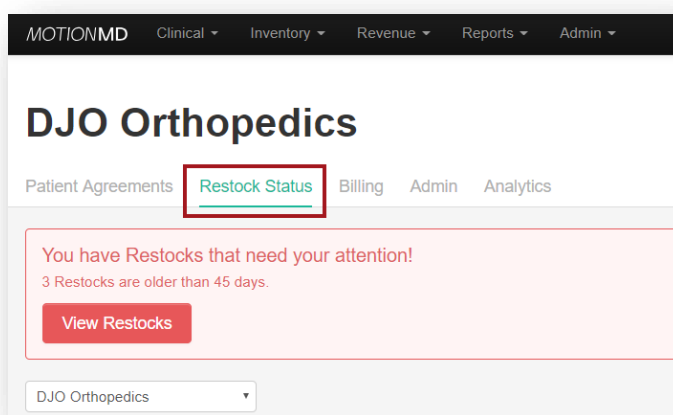 MOTIONMD Clinical Inventory Revenue Reports Admin
DJO Orthopedics
Patient Agreements Restock Status Billing Admin Analytics
You have Restocks that need your attention!
3 Restocks are older than 45 days.
View Restocks
DJO Orthopedics